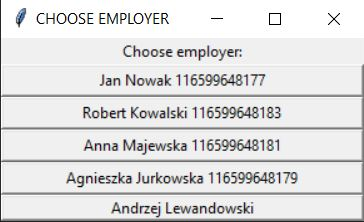 CHOOSE EMPLOYER
Choose employer:
Jan Nowak 116599648177
Robert Kowalski 116599648183
Anna Majewska 116599648181
Agnieszka Jurkowska 116599648179
Andrzej Lewandowski